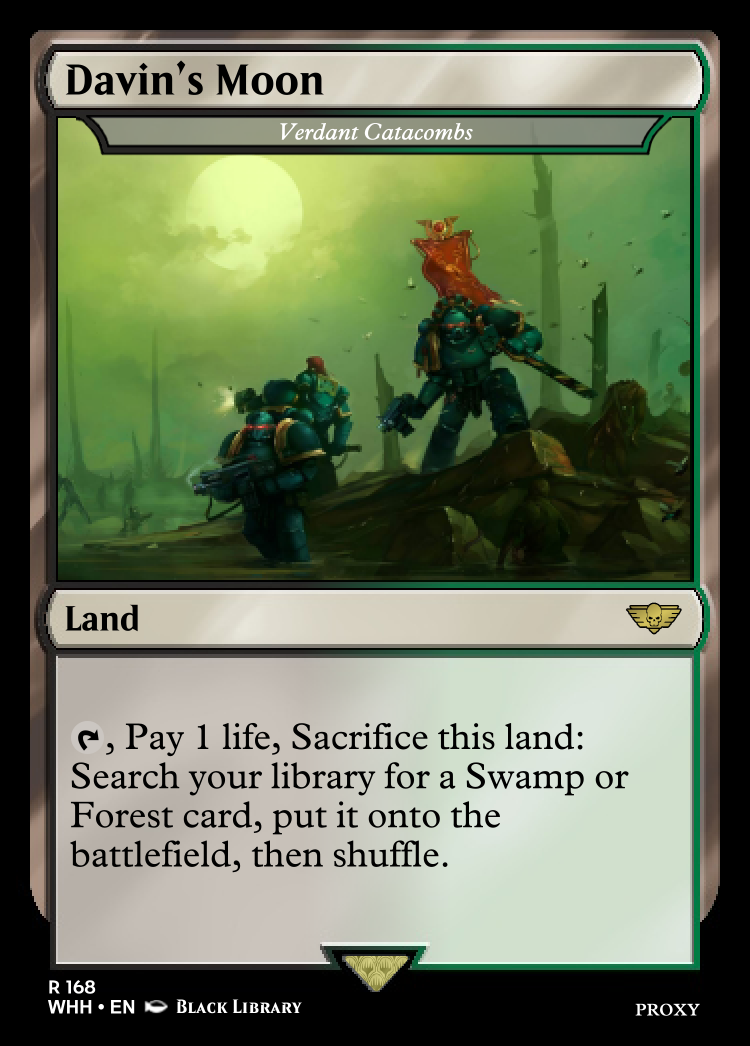 Davin's Moon
Verdant Catacombs
Land
, Pay 1 life, Sacrifice this land:
Search your library for a Swamp or
Forest card, put it onto the
battlefield, then shuffle.
R 168
WHH • EN BLACK LIBRARY
PROXY